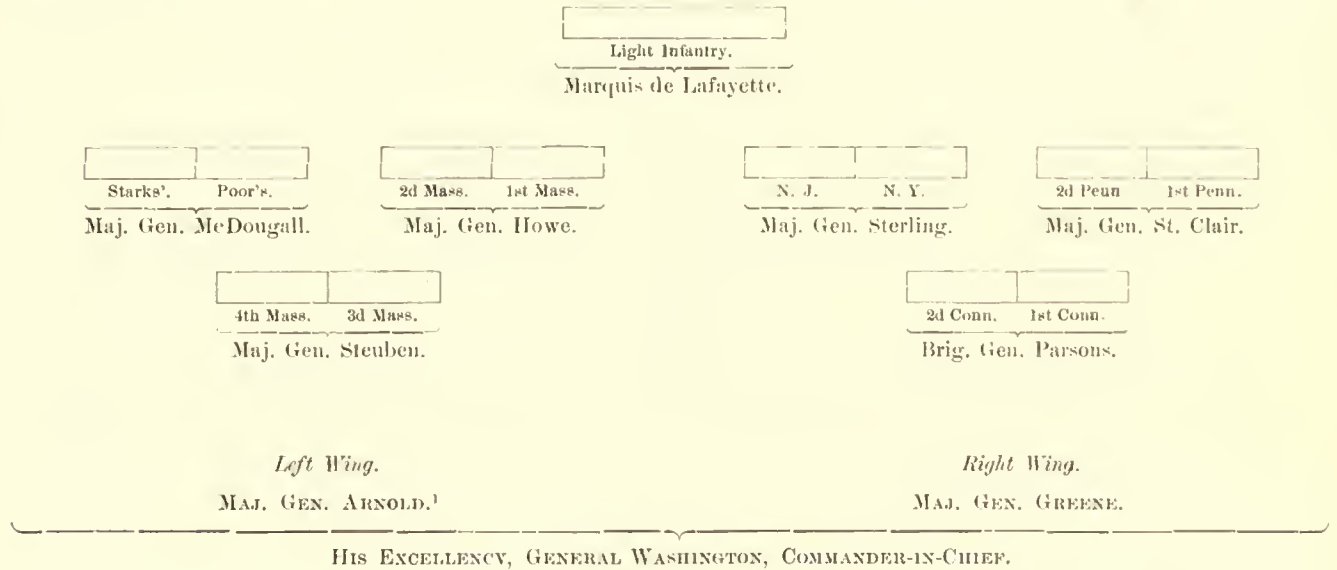 Light Infantry.
Marquis de Lafayette.
Starks'. Poor's. 2d Mass. 1st Mass. N. J. N. Y. 2d Penn 1st Penn.
Maj. Gen. McDougall. Maj. Gen. Howe. Maj. Gen. Sterling. Maj. Gen. St. Clair.
4th Mass. 3d Mass. 2d Conn. 1st Conn.
Maj. Gen. Steuben. Brig. Gen. Parsons.
Left Wing. Right Wing.
MAJ. GEN. ARNOLD.¹ MAJ. GEN. GREENE.
HIS EXCELLENCY, GENERAL WASHINGTON, COMMANDER-IN-CHIEF.